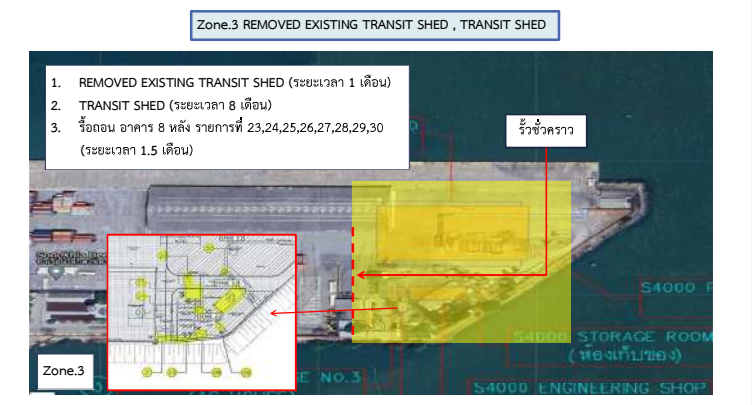 Zone.3 REMOVED EXISTING TRANSIT SHED , TRANSIT SHED
1. REMOVED EXISTING TRANSIT SHED (ระยะเวลา 1 เดือน)
2. TRANSIT SHED (ระยะเวลา 8 เดือน)
3. รื้อถอน อาคาร 8 หลัง รายการที่ 23,24,25,26,27,28,29,30
(ระยะเวลา 1.5 เดือน)
รั้วชั่วคราว
S4000
S4000 STORAGE ROOM
(ห้องเก็บของ)
Zone.3
NO.3
S4000 ENGINEERING SHOP